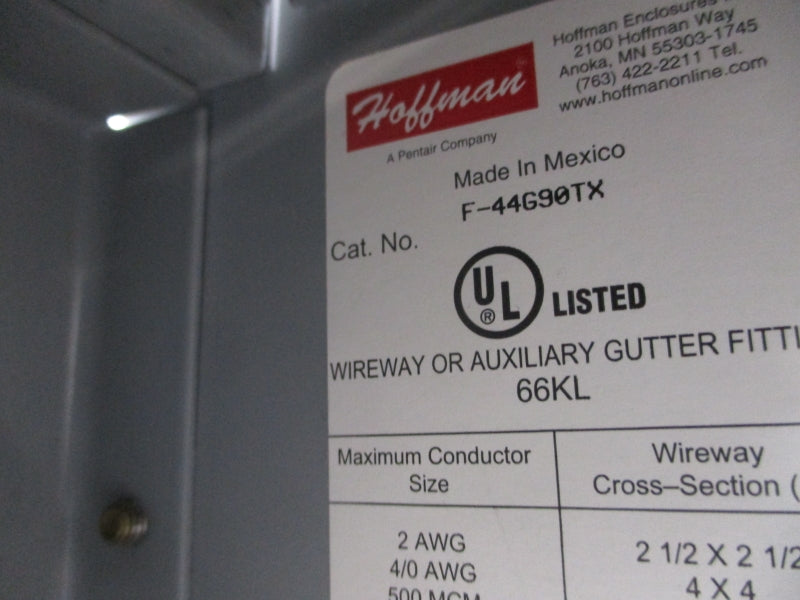 Hoffman
A Pentair Company
Hoffman Enclosures
2100 Hoffman Way
Anoka, MN 55303-1745
(763) 422-2211 Tel.
www.hoffmanonline.com
Made In Mexico
F-44G90TX
Cat. No.
UL® LISTED
WIREWAY OR AUXILIARY GUTTER FITTI
66KL
Maximum Conductor
Size
Wireway
Cross–Section (
2 AWG
4/0 AWG
500 MCM
2 1/2 X 2 1/2
4 X 4